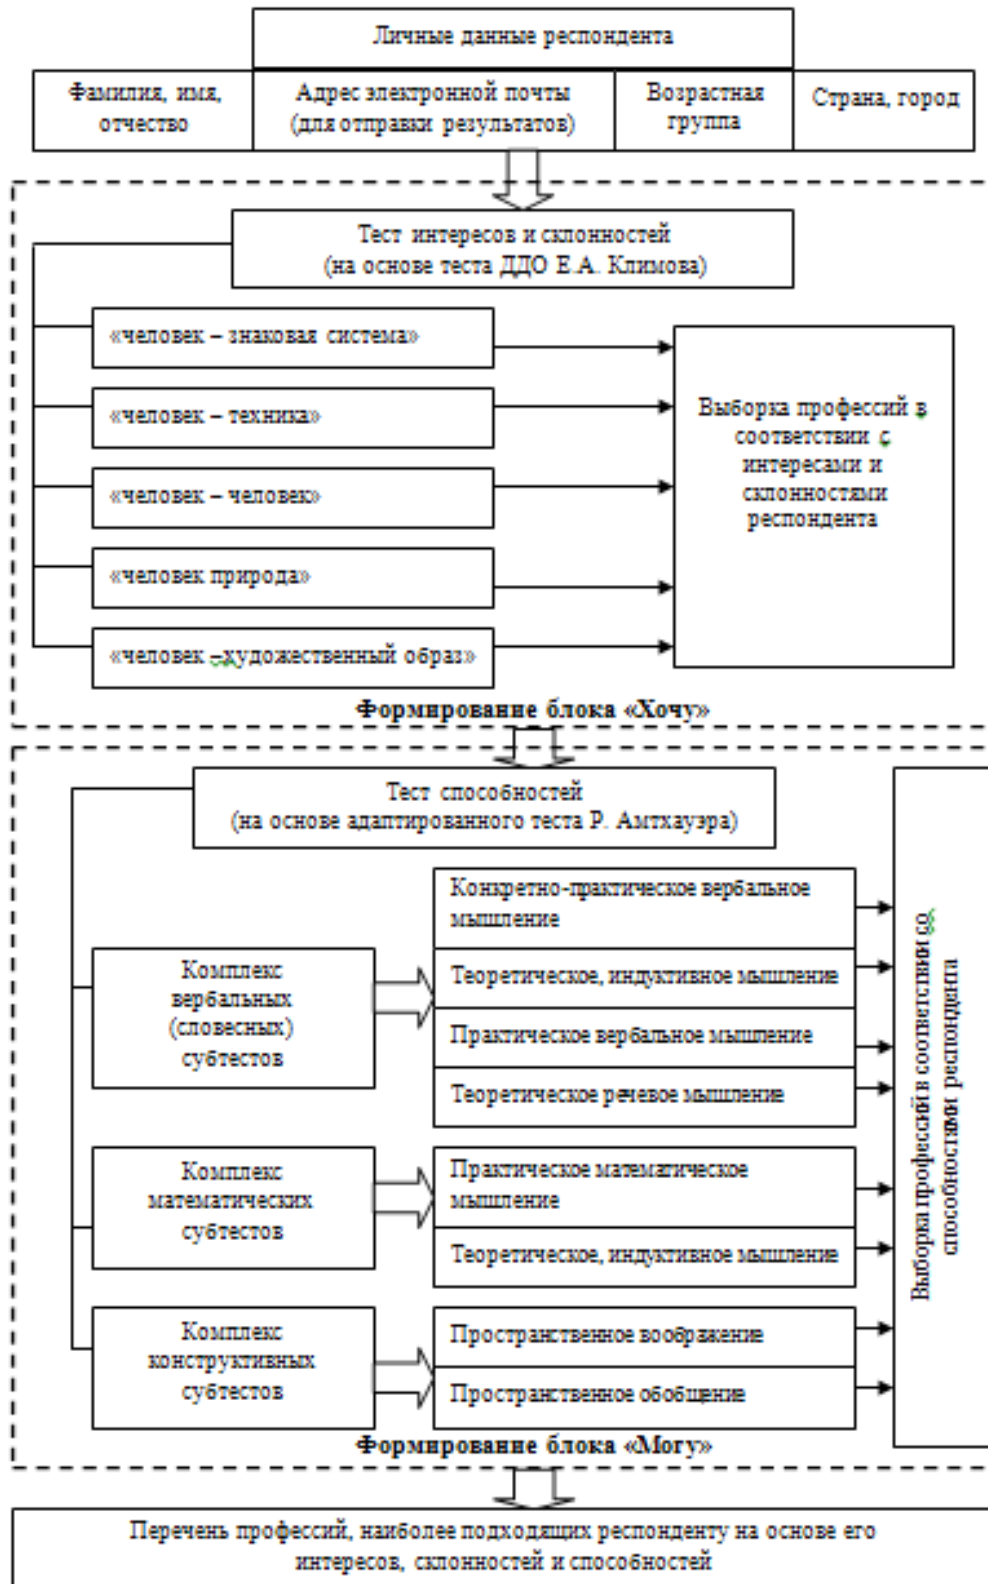 Личные данные респондента
Фамилия, имя,
отчество
Адрес электронной почты
(для отправки результатов)
Возрастная
группа
Страна, город
Тест интересов и склонностей
(на основе теста ДДО Е.А. Климова)
«человек – знаковая система»
«человек – техника»
«человек – человек»
«человек природа»
«человек –художественный образ»
Выборка профессий в
соответствии с
интересами и
склонностями
респондента
Формирование блока «Хочу»
Тест способностей
(на основе адаптированного теста Р. Амтхауэра)
Комплекс
вербальных
(словесных)
субтестов
Конкретно-практическое вербальное
мышление
Теоретическое, индуктивное мышление
Практическое вербальное мышление
Теоретическое речевое мышление
Комплекс
математических
субтестов
Практическое математическое
мышление
Теоретическое, индуктивное мышление
Комплекс
конструктивных
субтестов
Пространственное воображение
Пространственное обобщение
Выборка профессий в соответствии со
способностями респондента
Формирование блока «Могу»
Перечень профессий, наиболее подходящих респонденту на основе его
интересов, склонностей и способностей